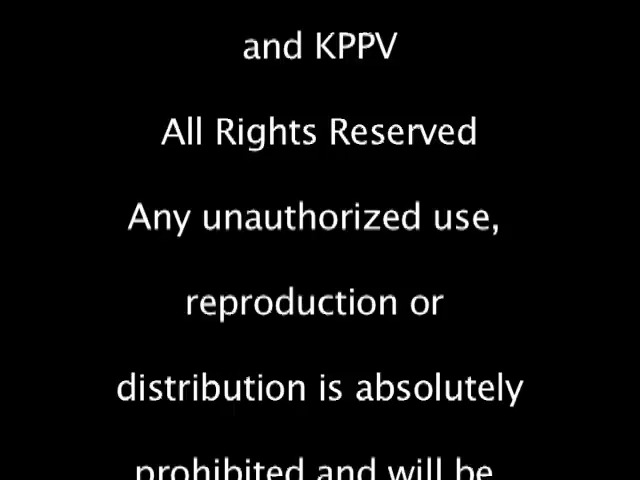 and KPPV
All Rights Reserved
Any unauthorized use,
reproduction or
distribution is absolutely
prohibited and will be